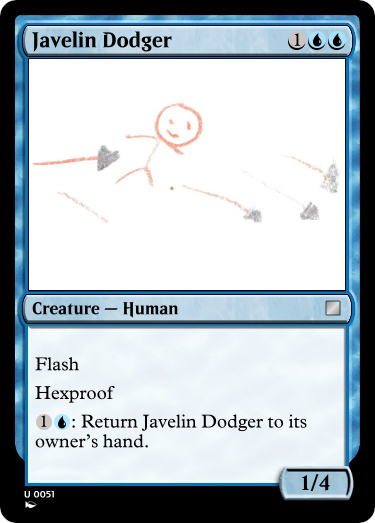 Javelin Dodger 1
Creature — Human
Flash
Hexproof
1 : Return Javelin Dodger to its
owner's hand.
1/4
U 0051